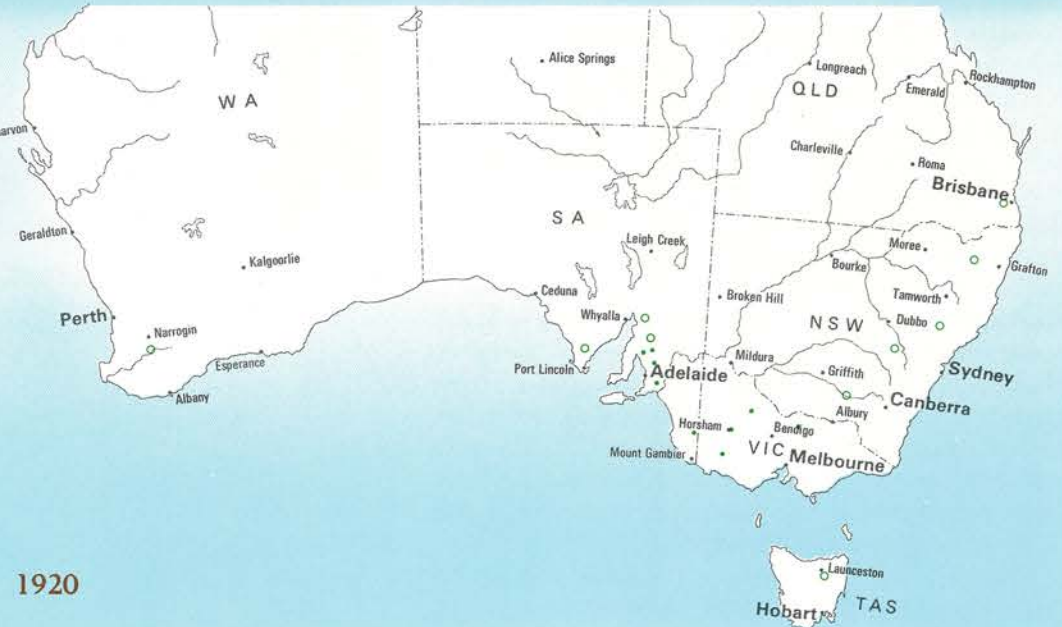 Alice Springs
Longreach
Rockhampton
Emerald
QLD
WA
arvon
Charleville
Roma
Brisbane
SA
Geraldton
Leigh Creek
Moree
Bourke
Grafton
Kalgoorlie
Ceduna
Broken Hill
Tamworth
Perth
Whyalla
NSW
Dubbo
Narrogin
Esperance
Port Lincoln
Adelaide
Mildura
Griffith
Sydney
Albany
Canberra
Albury
Horsham
Bendigo
Mount Gambier
VIC
Melbourne
1920
Launceston
Hobart
TAS